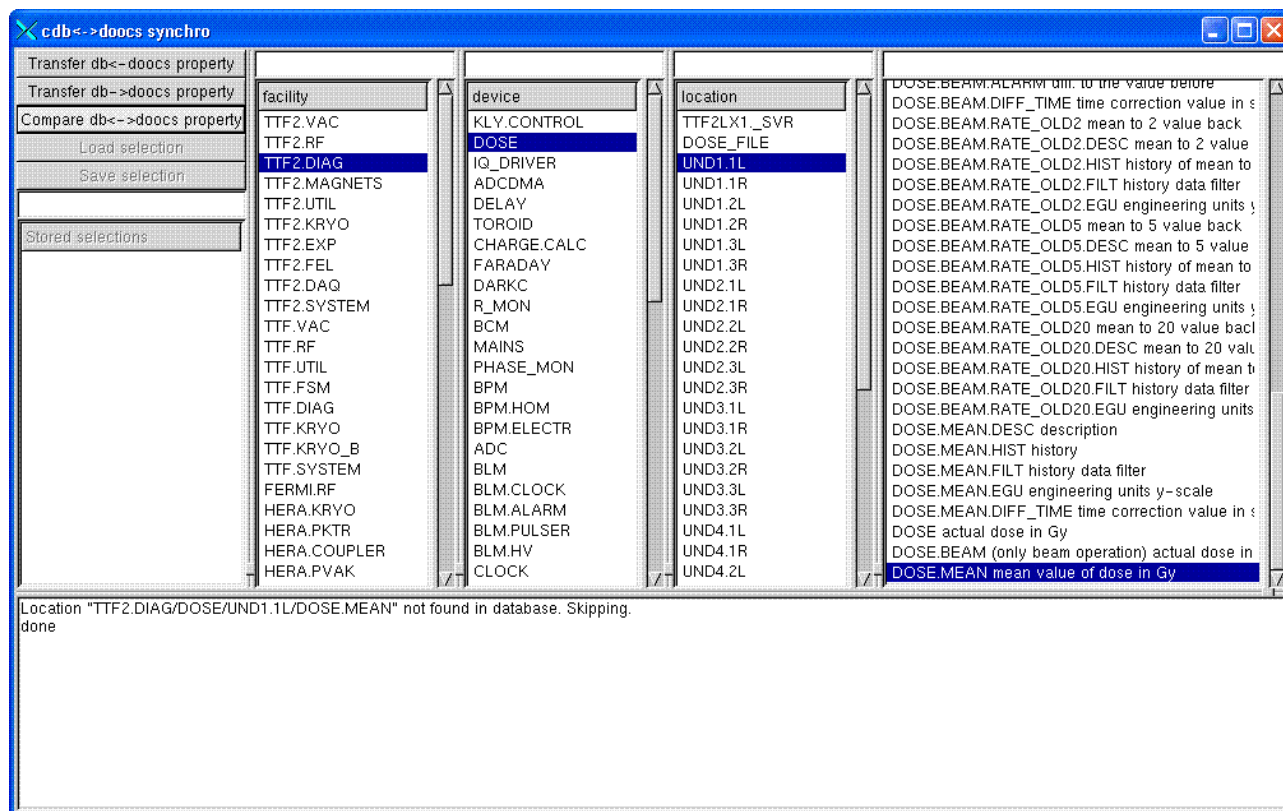 cdb<->doocs synchro
Transfer db<-doocs property
Transfer db->doocs property
Compare db<->doocs property
Load selection
Save selection
Stored selections
facility
TTF2.VAC
TTF2.RF
TTF2.DIAG
TTF2.MAGNETS
TTF2.UTIL
TTF2.KRYO
TTF2.EXP
TTF2.FEL
TTF2.DAQ
TTF2.SYSTEM
TTF.VAC
TTF.RF
TTF.UTIL
TTF.FSM
TTF.DIAG
TTF.KRYO
TTF.KRYO_B
TTF.SYSTEM
FERMI.RF
HERA.KRYO
HERA.PKTR
HERA.COUPLER
HERA.PVAK
device
KLY.CONTROL
DOSE
IQ_DRIVER
ADCDMA
DELAY
TOROID
CHARGE.CALC
FARADAY
DARKC
R_MON
BCM
MAINS
PHASE_MON
BPM
BPM.HOM
BPM.ELECTR
ADC
BLM
BLM.CLOCK
BLM.ALARM
BLM.PULSER
BLM.HV
CLOCK
location
TTF2LX1._SVR
DOSE_FILE
UND1.1L
UND1.1R
UND1.2L
UND1.2R
UND1.3L
UND1.3R
UND2.1L
UND2.1R
UND2.2L
UND2.2R
UND2.3L
UND2.3R
UND3.1L
UND3.1R
UND3.2L
UND3.2R
UND3.3L
UND3.3R
UND4.1L
UND4.1R
UND4.2L
DOSE.BEAM.ALARM diff. to the value before
DOSE.BEAM.DIFF_TIME time correction value in s
DOSE.BEAM.RATE_OLD2 mean to 2 value back
DOSE.BEAM.RATE_OLD2.DESC mean to 2 value
DOSE.BEAM.RATE_OLD2.HIST history of mean to
DOSE.BEAM.RATE_OLD2.FILT history data filter
DOSE.BEAM.RATE_OLD2.EGU engineering units y
DOSE.BEAM.RATE_OLD5 mean to 5 value back
DOSE.BEAM.RATE_OLD5.DESC mean to 5 value
DOSE.BEAM.RATE_OLD5.HIST history of mean to
DOSE.BEAM.RATE_OLD5.FILT history data filter
DOSE.BEAM.RATE_OLD5.EGU engineering units y
DOSE.BEAM.RATE_OLD20 mean to 20 value back
DOSE.BEAM.RATE_OLD20.DESC mean to 20 valu
DOSE.BEAM.RATE_OLD20.HIST history of mean t
DOSE.BEAM.RATE_OLD20.FILT history data filter
DOSE.BEAM.RATE_OLD20.EGU engineering units
DOSE.MEAN.DESC description
DOSE.MEAN.HIST history
DOSE.MEAN.FILT history data filter
DOSE.MEAN.EGU engineering units y-scale
DOSE.MEAN.DIFF_TIME time correction value in s
DOSE actual dose in Gy
DOSE.BEAM (only beam operation) actual dose in
DOSE.MEAN mean value of dose in Gy
Location "TTF2.DIAG/DOSE/UND1.1L/DOSE.MEAN" not found in database. Skipping.
done